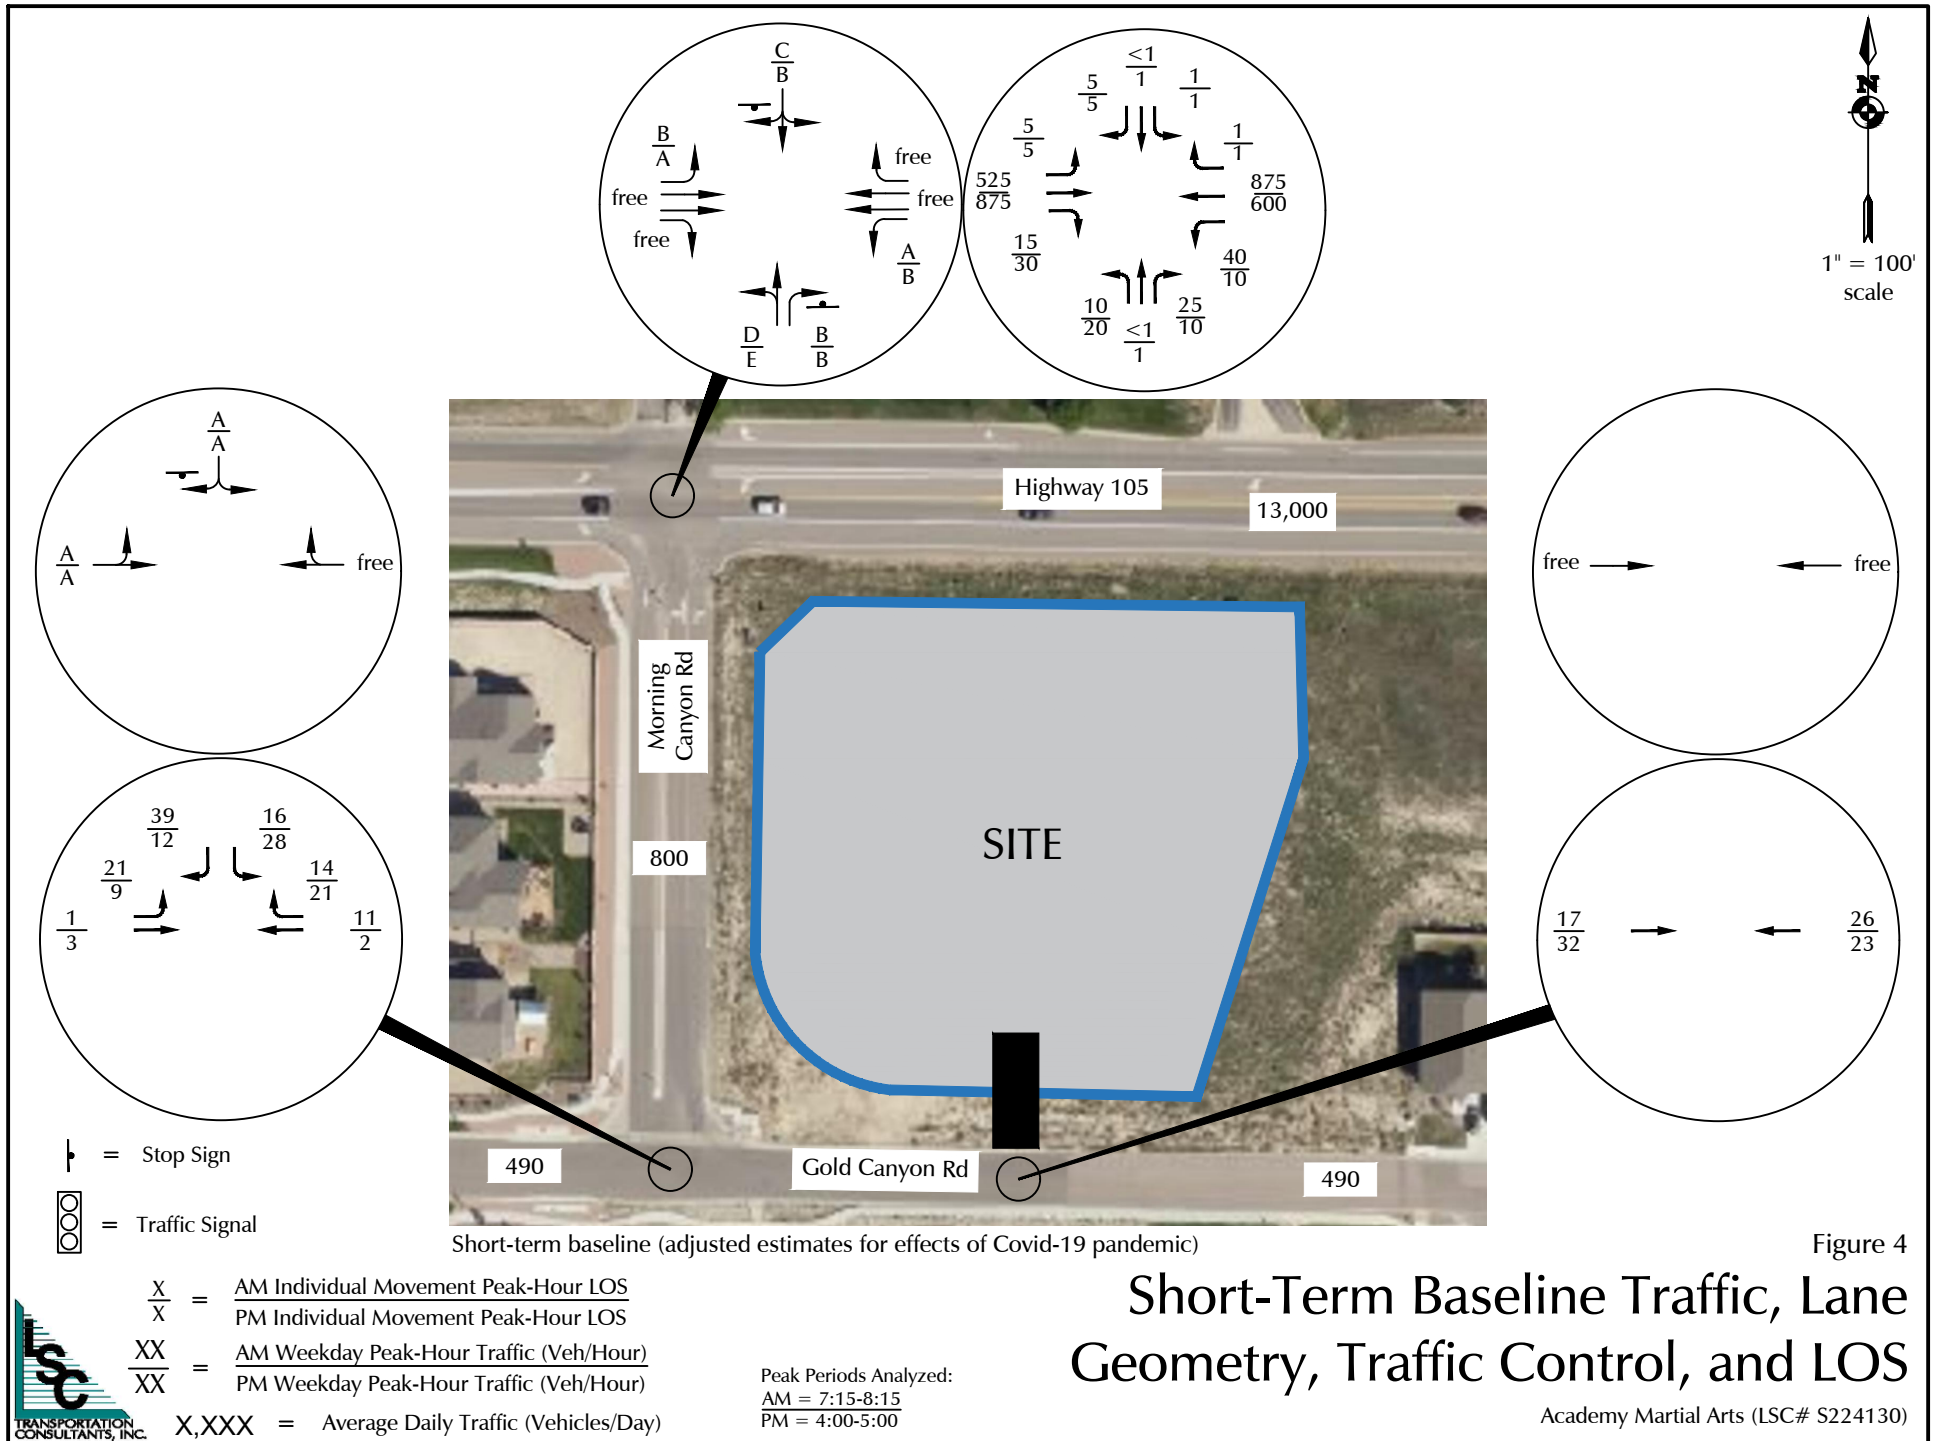 C
B
B
A
free
free
free
free
A
B
D
E
B
B
<1
1
5
5
1
1
5
5
1
1
525
875
875
600
15
30
40
10
10
20
<1
1
25
10
N
1" = 100'
scale
A
A
A
A
free
free
free
39
12
16
28
21
9
14
21
1
3
11
2
17
32
26
23
Highway 105
13,000
Morning
Canyon Rd
800
SITE
490
Gold Canyon Rd
490
= Stop Sign
= Traffic Signal
Short-term baseline (adjusted estimates for effects of Covid-19 pandemic)
X
X
=
AM Individual Movement Peak-Hour LOS
PM Individual Movement Peak-Hour LOS
XX
XX
=
AM Weekday Peak-Hour Traffic (Veh/Hour)
PM Weekday Peak-Hour Traffic (Veh/Hour)
X,XXX = Average Daily Traffic (Vehicles/Day)
Peak Periods Analyzed:
AM = 7:15-8:15
PM = 4:00-5:00
LSC
TRANSPORTATION
CONSULTANTS, INC.
Figure 4
Short-Term Baseline Traffic, Lane
Geometry, Traffic Control, and LOS
Academy Martial Arts (LSC# S224130)